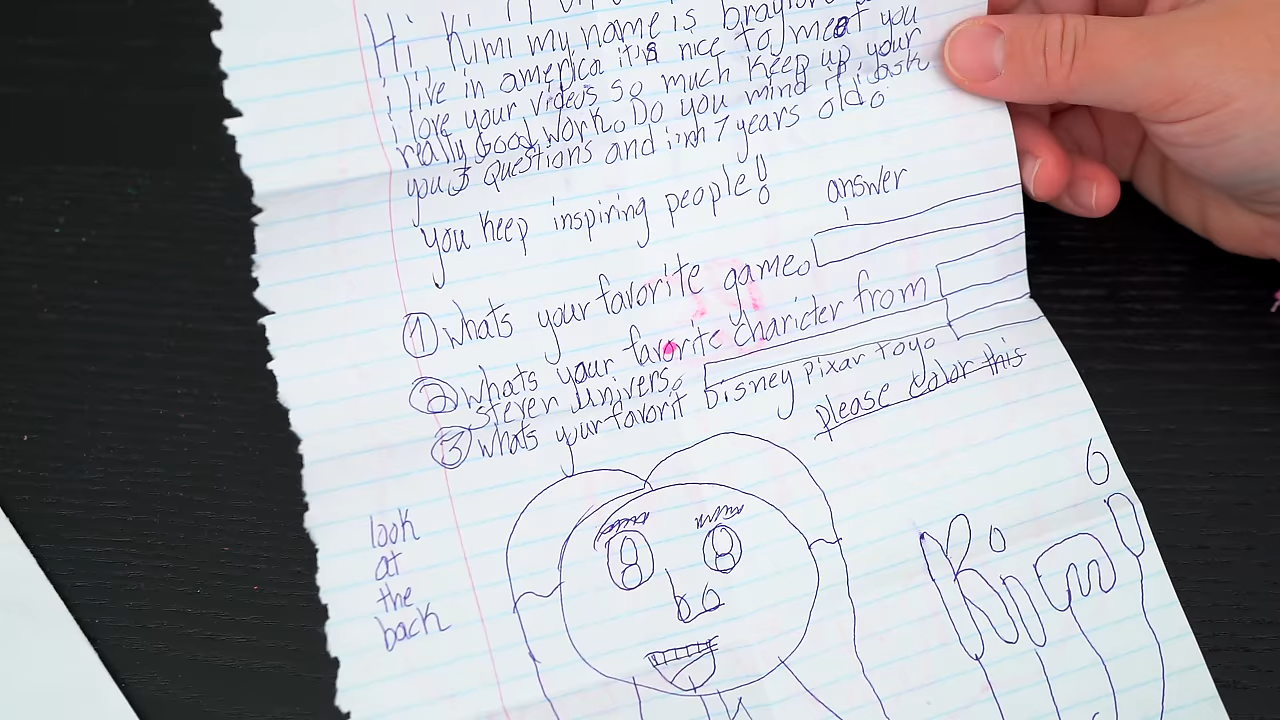 Hi, Kimi my name is
i live in america it's nice to meat you
i love your videos so much Keep up your
really Good work. Do you mind if i ask
you 3 questions and i'm 7 years old.
you Keep inspiring people!
answer
1 whats your favorite game.
2 whats your favorite charicter from
steven univers.
3 whats your favorit Disney pixar toyo
please color this
look
at
the
back
Kimi